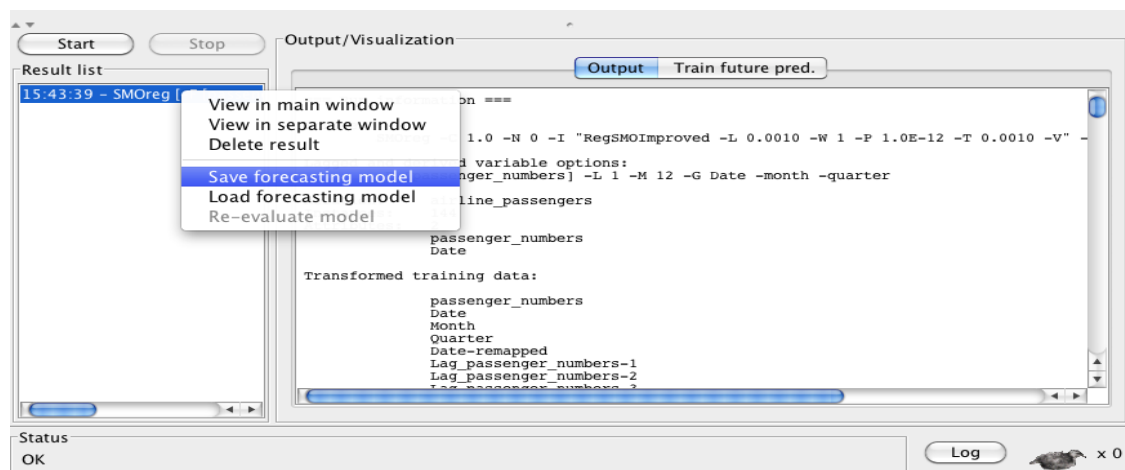 Start Stop
Output/Visualization
Result list
Output Train future pred.
15:43:39 – SMOreg [
===
1.0 -N 0 -I "RegSMOImproved -L 0.0010 -W 1 -P 1.0E-12 -T 0.0010 -V" -
variable options:
] -L 1 -M 12 -G Date -month -quarter
passenger_numbers
Date
Transformed training data:
passenger_numbers
Date
Month
Quarter
Date-remapped
Lag_passenger_numbers-1
Lag_passenger_numbers-2
View in main window
View in separate window
Delete result
Save forecasting model
Load forecasting model
Re-evaluate model
Status
OK
Log
x 0